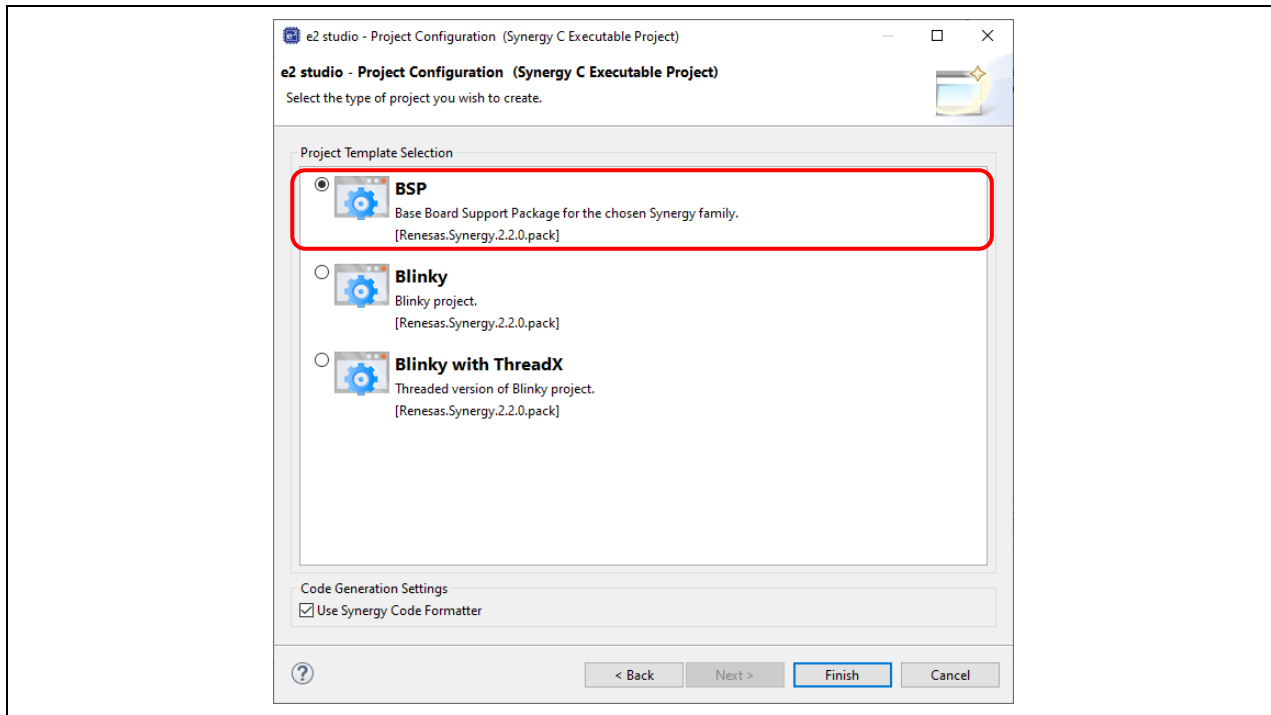 e2 studio - Project Configuration (Synergy C Executable Project)
e2 studio - Project Configuration (Synergy C Executable Project)
Select the type of project you wish to create.
Project Template Selection
BSP
Base Board Support Package for the chosen Synergy family.
[Renesas.Synergy.2.2.0.pack]
Blinky
Blinky project.
[Renesas.Synergy.2.2.0.pack]
Blinky with ThreadX
Threaded version of Blinky project.
[Renesas.Synergy.2.2.0.pack]
Code Generation Settings
Use Synergy Code Formatter
? < Back Next > Finish Cancel